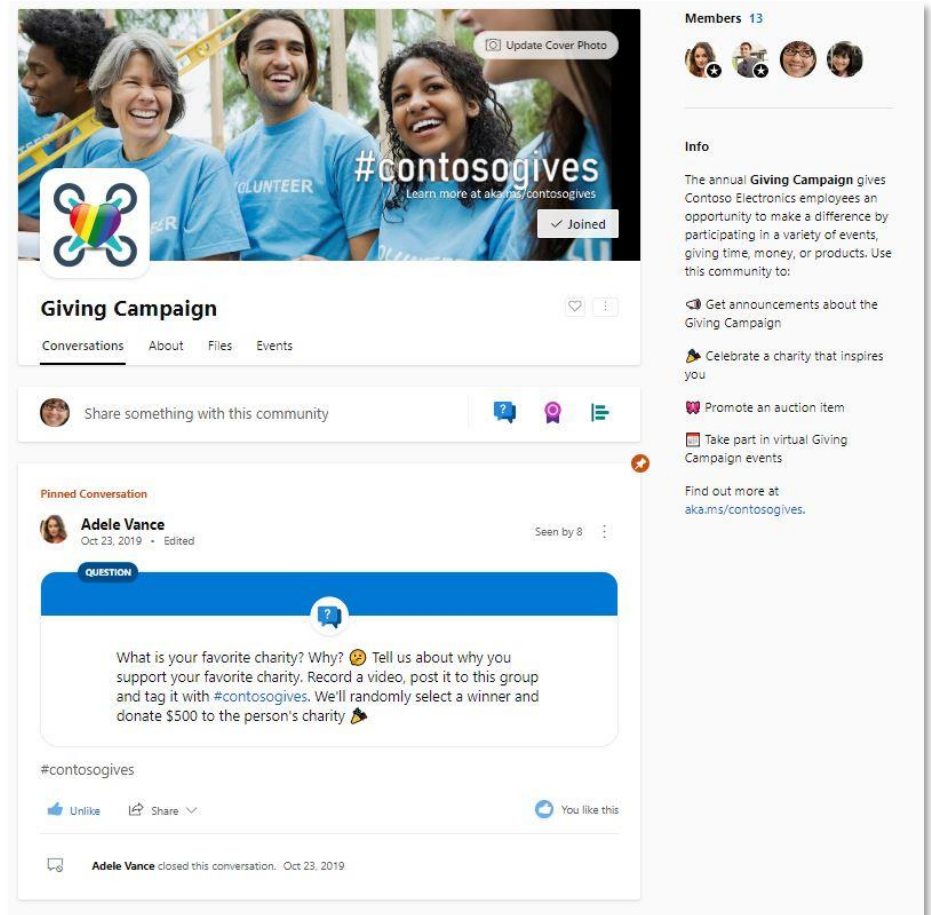 Update Cover Photo
VOLUNTEER
#contosogives
Learn more at aka.ms/contosogives
Joined
Giving Campaign
Conversations About Files Events
Share something with this community
Pinned Conversation
Adele Vance
Oct 23, 2019 • Edited
Seen by 8
QUESTION
What is your favorite charity? Why? 😕 Tell us about why you
support your favorite charity. Record a video, post it to this group
and tag it with #contosogives. We'll randomly select a winner and
donate $500 to the person's charity 🎉
#contosogives
Unlike Share
You like this
Adele Vance closed this conversation. Oct 23, 2019
Members 13
Info
The annual Giving Campaign gives
Contoso Electronics employees an
opportunity to make a difference by
participating in a variety of events,
giving time, money, or products. Use
this community to:
Get announcements about the
Giving Campaign
Celebrate a charity that inspires
you
Promote an auction item
Take part in virtual Giving
Campaign events
Find out more at
aka.ms/contosogives.